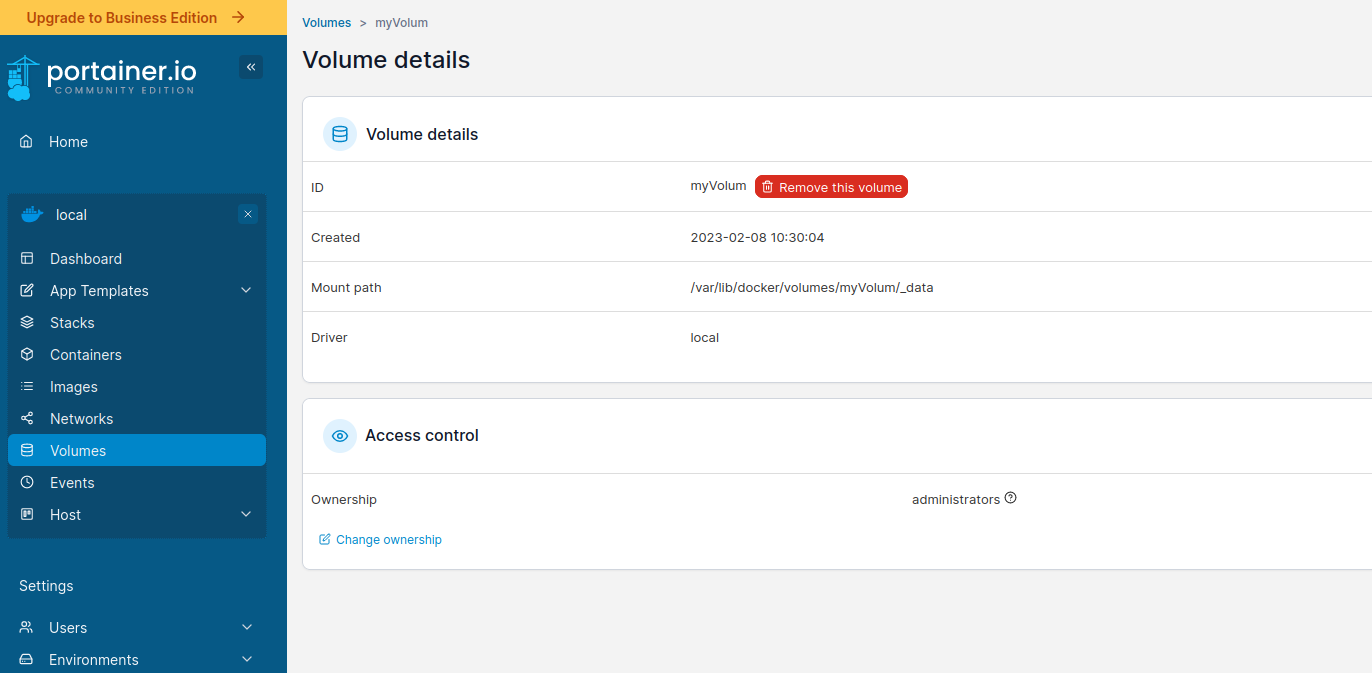 Upgrade to Business Edition
portainer.io
COMMUNITY EDITION
Home
local
Dashboard
App Templates
Stacks
Containers
Images
Networks
Volumes
Events
Host
Settings
Users
Environments
Volumes > myVolum
Volume details
Volume details
ID myVolum Remove this volume
Created 2023-02-08 10:30:04
Mount path /var/lib/docker/volumes/myVolum/_data
Driver local
Access control
Ownership administrators
Change ownership